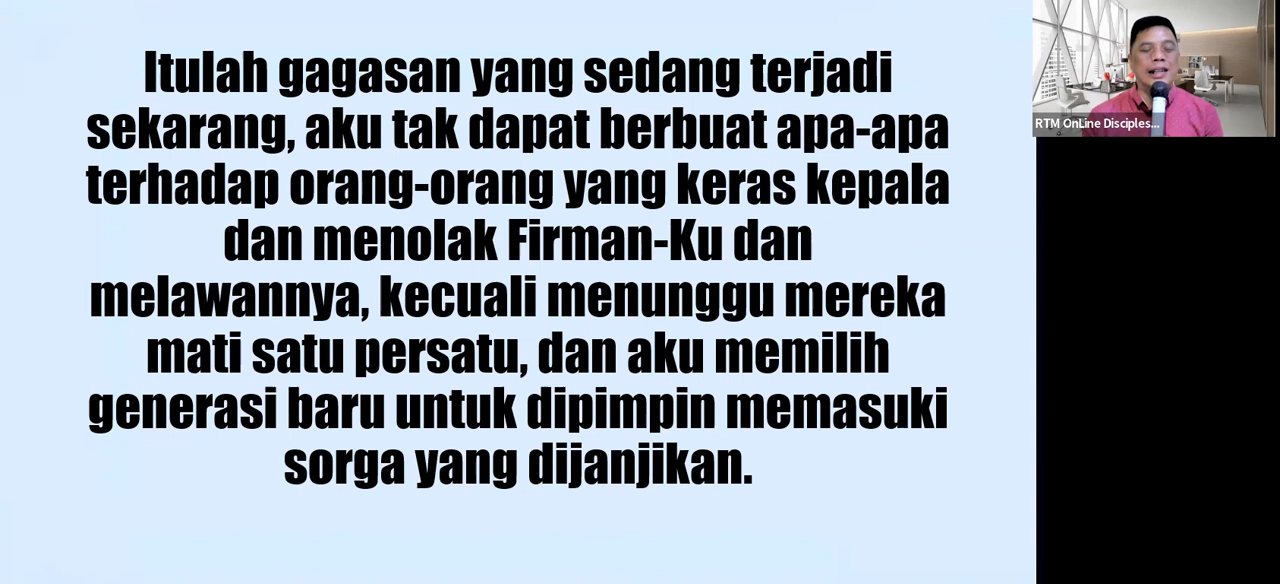 Itulah gagasan yang sedang terjadi
sekarang, aku tak dapat berbuat apa-apa
terhadap orang-orang yang keras kepala
dan menolak Firman-Ku dan
melawannya, kecuali menunggu mereka
mati satu persatu, dan aku memilih
generasi baru untuk dipimpin memasuki
sorga yang dijanjikan.
RTM OnLine Disciples...